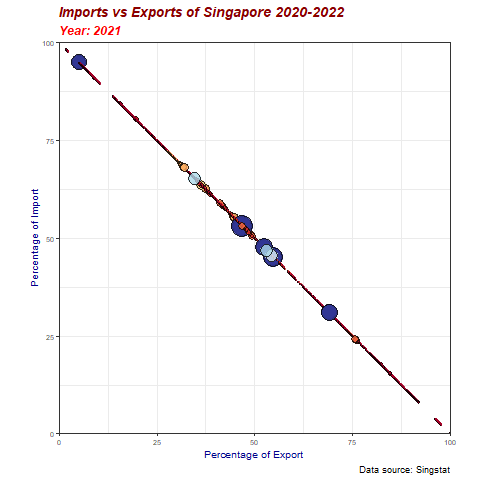 Imports vs Exports of Singapore 2020-2022
Year: 2021
100
75
50
25
0
Percentage of Import
0 25 50 75 100
Percentage of Export
Data source: Singstat